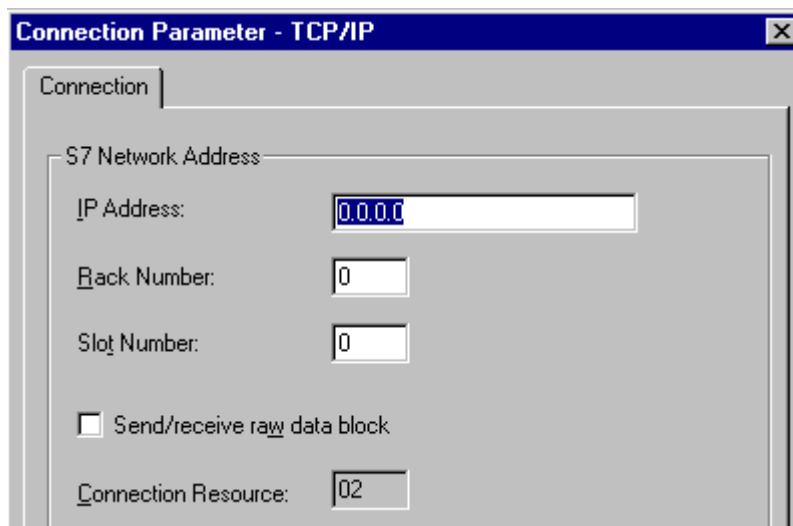 Connection Parameter - TCP/IP
Connection
S7 Network Address
IP Address: 0.0.0.0
Rack Number: 0
Slot Number: 0
Send/receive raw data block
Connection Resource: 02